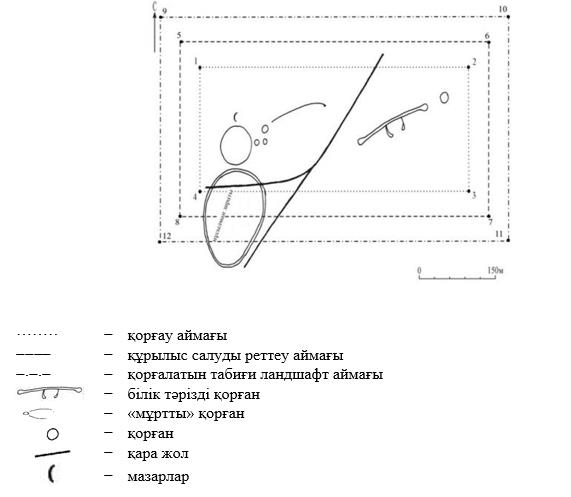 С
9
10
5
6
1
2
4
3
8
7
12
11
0 150м
........ – қорғау аймағы
−−−− – құрылыс салуды реттеу аймағы
−·−·− – қорғалатын табиғи ландшафт аймағы
– білік тәрізді қорған
– «мұртты» қорған
– қорған
– қара жол
– мазарлар